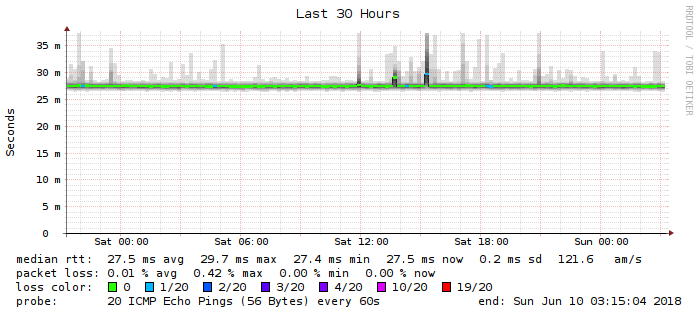 Last 30 Hours
RRDTOOL / TOBI OETIKER
Seconds
35 m
30 m
25 m
20 m
15 m
10 m
5 m
0
Sat 00:00 Sat 06:00 Sat 12:00 Sat 18:00 Sun 00:00
median rtt: 27.5 ms avg 29.7 ms max 27.4 ms min 27.5 ms now 0.2 ms sd 121.6 am/s
packet loss: 0.01 % avg 0.42 % max 0.00 % min 0.00 % now
loss color: 0 1/20 2/20 3/20 4/20 10/20 19/20
probe: 20 ICMP Echo Pings (56 Bytes) every 60s end: Sun Jun 10 03:15:04 2018